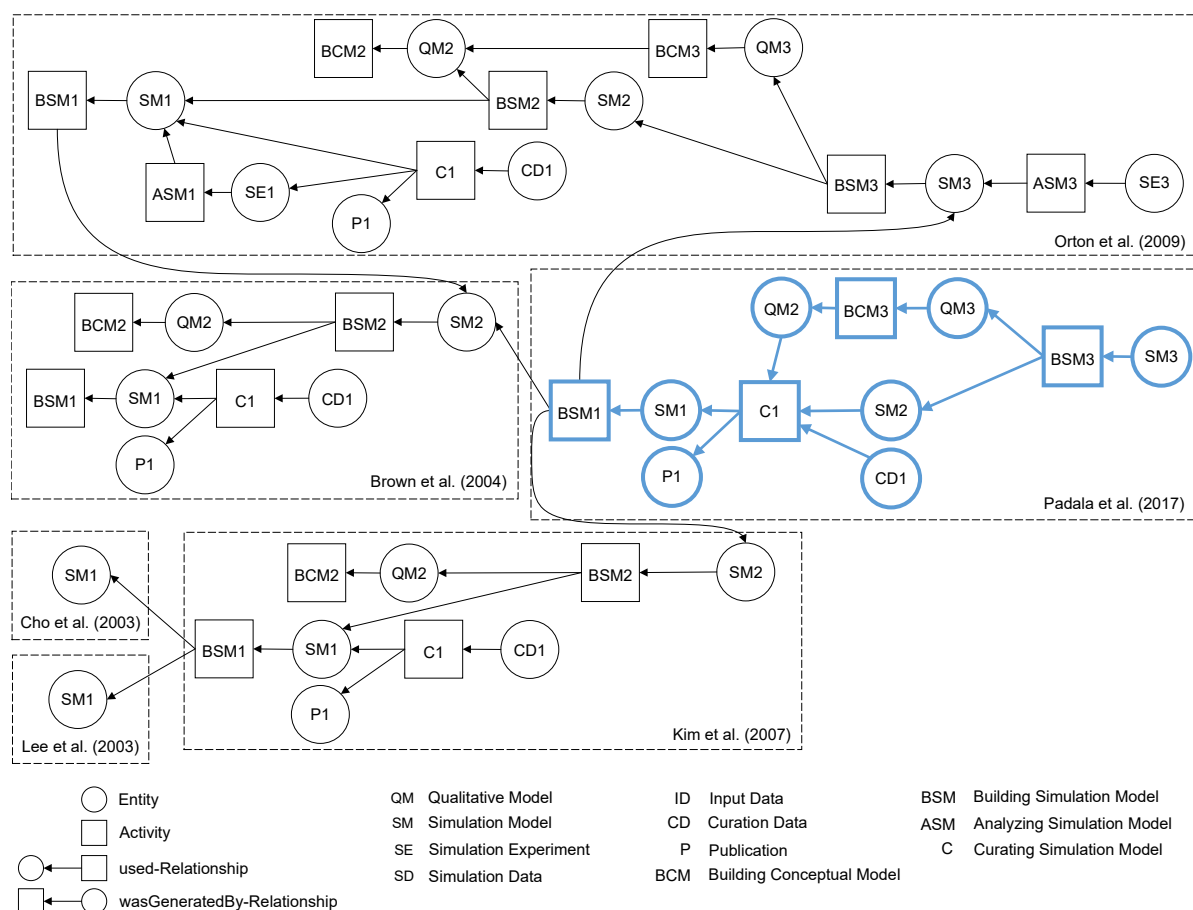 BCM2
QM2
BCM3
QM3
BSM1
SM1
BSM2
SM2
ASM1
SE1
C1
CD1
P1
BSM3
SM3
ASM3
SE3
Orton et al. (2009)
BCM2
QM2
BSM2
SM2
BSM1
SM1
C1
CD1
P1
Brown et al. (2004)
QM2
BCM3
QM3
BSM3
SM3
BSM1
SM1
C1
SM2
P1
CD1
Padala et al. (2017)
SM1
Cho et al. (2003)
SM1
Lee et al. (2003)
BCM2
QM2
BSM2
SM2
BSM1
SM1
C1
CD1
P1
Kim et al. (2007)
Entity
Activity
used-Relationship
wasGeneratedBy-Relationship
QM Qualitative Model
SM Simulation Model
SE Simulation Experiment
SD Simulation Data
ID Input Data
CD Curation Data
P Publication
BCM Building Conceptual Model
BSM Building Simulation Model
ASM Analyzing Simulation Model
C Curating Simulation Model